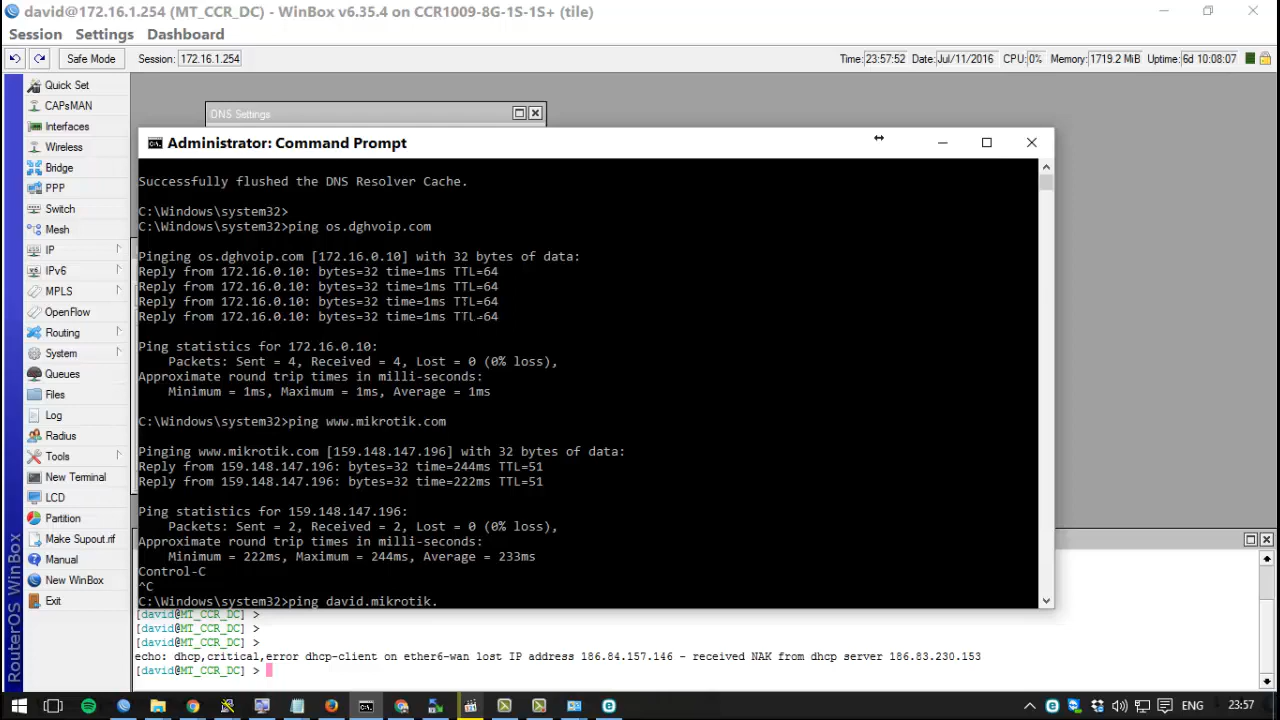 david@172.16.1.254 (MT_CCR_DC) - WinBox v6.35.4 on CCR1009-8G-1S-1S+ (tile)
Session Settings Dashboard
Safe Mode Session: 172.16.1.254 Time: 23:57:52 Date: Jul/11/2016 CPU: 0% Memory: 1719.2 MiB Uptime: 6d 10:08:07
Quick Set
CAPsMAN
Interfaces
Wireless
Bridge
PPP
Switch
Mesh
IP
IPv6
MPLS
OpenFlow
Routing
System
Queues
Files
Log
Radius
Tools
New Terminal
LCD
Partition
Make Supout.rif
Manual
New WinBox
Exit
RouterOS WinBox
DNS Settings
Administrator: Command Prompt
Successfully flushed the DNS Resolver Cache.
C:\Windows\system32>
C:\Windows\system32>ping os.dghvoip.com
Pinging os.dghvoip.com [172.16.0.10] with 32 bytes of data:
Reply from 172.16.0.10: bytes=32 time=1ms TTL=64
Reply from 172.16.0.10: bytes=32 time=1ms TTL=64
Reply from 172.16.0.10: bytes=32 time=1ms TTL=64
Reply from 172.16.0.10: bytes=32 time=1ms TTL=64
Ping statistics for 172.16.0.10:
Packets: Sent = 4, Received = 4, Lost = 0 (0% loss),
Approximate round trip times in milli-seconds:
Minimum = 1ms, Maximum = 1ms, Average = 1ms
C:\Windows\system32>ping www.mikrotik.com
Pinging www.mikrotik.com [159.148.147.196] with 32 bytes of data:
Reply from 159.148.147.196: bytes=32 time=244ms TTL=51
Reply from 159.148.147.196: bytes=32 time=222ms TTL=51
Ping statistics for 159.148.147.196:
Packets: Sent = 2, Received = 2, Lost = 0 (0% loss),
Approximate round trip times in milli-seconds:
Minimum = 222ms, Maximum = 244ms, Average = 233ms
Control-C
^C
C:\Windows\system32>ping david.mikrotik.
[david@MT_CCR_DC] >
[david@MT_CCR_DC] >
[david@MT_CCR_DC] >
echo: dhcp,critical,error dhcp-client on ether6-wan lost IP address 186.84.157.146 - received NAK from dhcp server 186.83.230.153
[david@MT_CCR_DC] >
ENG 23:57